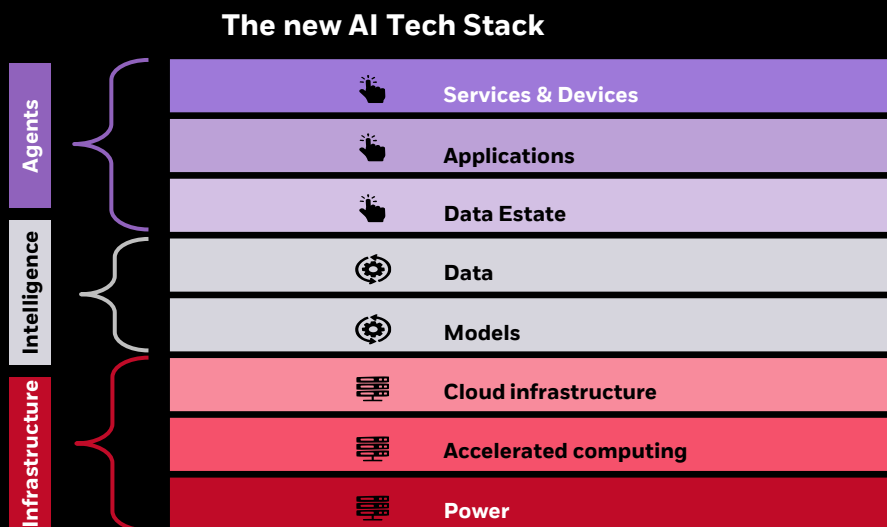 The new AI Tech Stack
Agents
Services & Devices
Applications
Data Estate
Intelligence
Data
Models
Infrastructure
Cloud infrastructure
Accelerated computing
Power